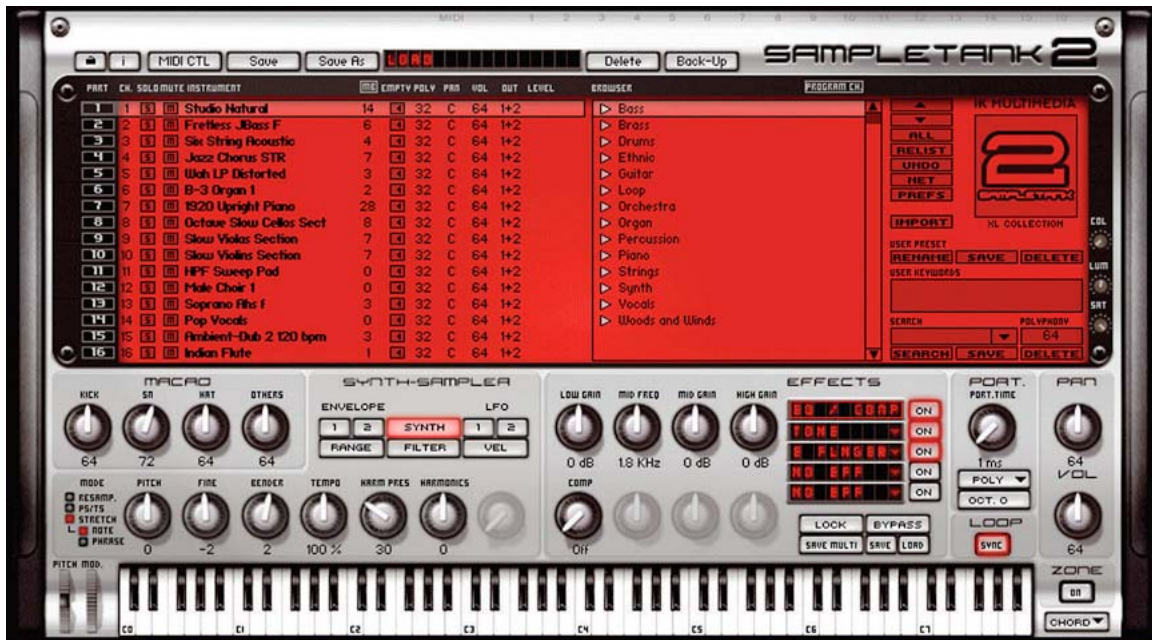 MIDI 1 2 3 4 5 6 7 8 9 10 11 12 13 14 15 16
i MIDI CTL Save Save As LOAD Delete Back-Up SAMPLETANK 2
PART CH. SOLO MUTE INSTRUMENT MB EMPTY POLY PAN VOL OUT LEVEL BROWSER PROGRAM CH.
1 1 S M Studio Natural 14 32 C 64 1+2 Bass
2 2 S M Fretless JBass F 6 32 C 64 1+2 Brass
3 3 S M Six String Acoustic 4 32 C 64 1+2 Drums
4 4 S M Jazz Chorus STR 7 32 C 64 1+2 Ethnic
5 5 S M Wah LP Distorted 3 32 C 64 1+2 Guitar
6 6 S M B-3 Organ 1 2 32 C 64 1+2 Loop
7 7 S M 1920 Upright Piano 28 32 C 64 1+2 Orchestra
8 8 S M Octave Slow Cellos Sect 8 32 C 64 1+2 Organ
9 9 S M Slow Violas Section 7 32 C 64 1+2 Percussion
10 10 S M Slow Violins Section 7 32 C 64 1+2 Piano
11 11 S M HPF Sweep Pad 0 32 C 64 1+2 Strings
12 12 S M Male Choir 1 0 32 C 64 1+2 Synth
13 13 S M Soprano Ahs f 3 32 C 64 1+2 Vocals
14 14 S M Pop Vocals 0 32 C 64 1+2 Woods and Winds
15 15 S M Ambient-Dub 2 120 bpm 3 32 C 64 1+2
16 16 S M Indian Flute 1 32 C 64 1+2
IK MULTIMEDIA
ALL
RELIST
UNDO
MET
PREFS
IMPORT
2
SAMPLETANK
XL COLLECTION
USER PRESET
RENAME SAVE DELETE
USER KEYWORDS
SEARCH POLYPHONY
64
SEARCH SAVE DELETE
COL
LUM
SAT
MACRO
KICK SN HAT OTHERS
64 72 64 64
SYNTH-SAMPLER
ENVELOPE LFO
1 2 SYNTH 1 2
RANGE FILTER VEL
EFFECTS
LOW GAIN MID FREQ MID GAIN HIGH GAIN
0 dB 1.8 KHz 0 dB 0 dB
EQ / COMP ON
TONE ON
E FLNGER ON
NO EFF ON
NO EFF ON
PORT.
PORT.TIME
1 ms
POLY
OCT. 0
PAN
64
VOL
64
MODE
RESAMP.
PS/TS
STRETCH
NOTE
PHRASE
PITCH FINE BENDER TEMPO HARM PRES HARMONICS
0 -2 2 100 % 30 0
COMP
Off
LOCK BYPASS
SAVE MULTI SAVE LOAD
LOOP
SYNC
PITCH MOD.
ZONE
ON
CHORD
C0 C1 C2 C3 C4 C5 C6 C7